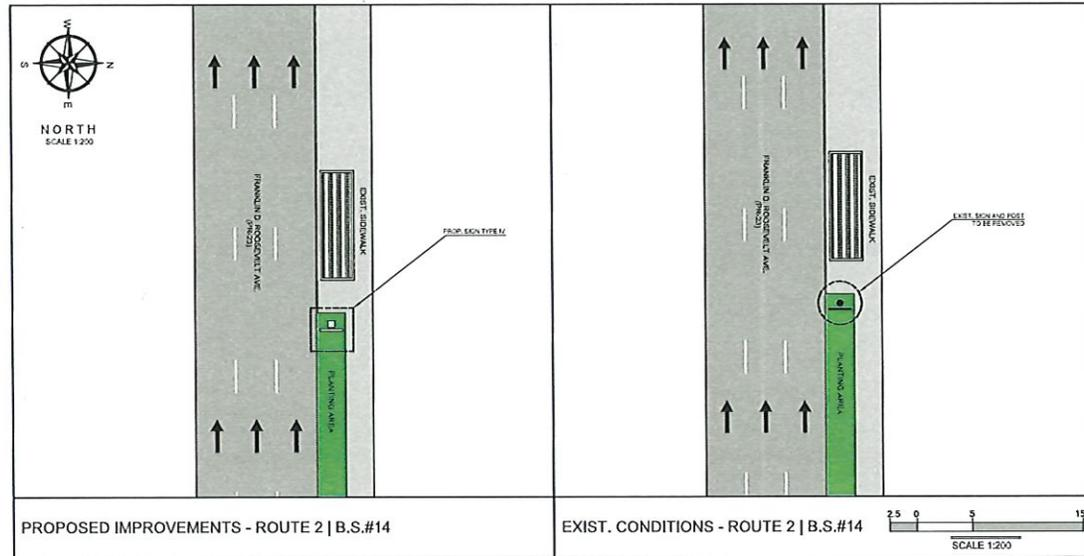 W
S
N
E
NORTH
SCALE 1:200
FRANKLIN D. ROOSEVELT AVE.
(PR-23)
EXIST. SIDEWALK
PROP. SIGN TYPE IV
PLANTING AREA
PROPOSED IMPROVEMENTS - ROUTE 2 | B.S.#14
FRANKLIN D. ROOSEVELT AVE.
(PR-23)
EXIST. SIDEWALK
EXIST. SIGN AND POST
TO BE REMOVED
PLANTING AREA
EXIST. CONDITIONS - ROUTE 2 | B.S.#14
2.5 0 5 15
SCALE 1:200